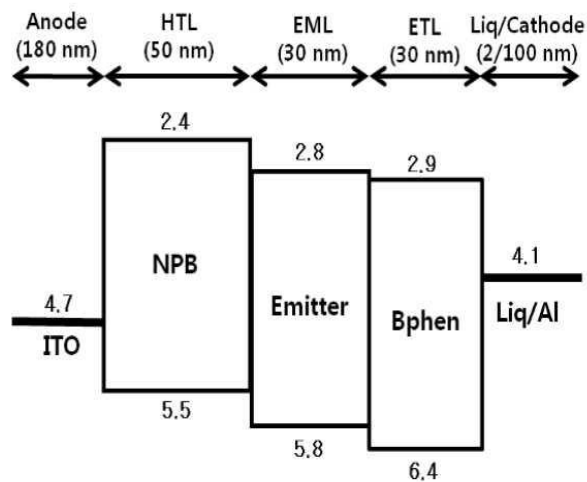 Anode HTL EML ETL Liq/Cathode
(180 nm) (50 nm) (30 nm) (30 nm) (2/100 nm)
2.4
2.8
2.9
4.1
NPB
4.7
Emitter
Bphen
Liq/Al
ITO
5.5
5.8
6.4